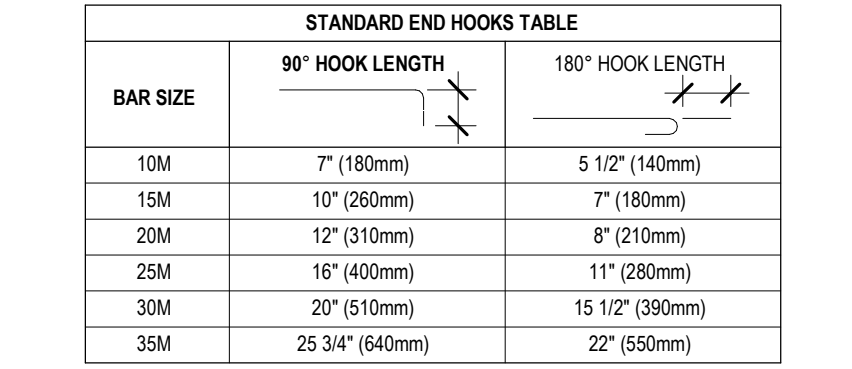 STANDARD END HOOKS TABLE
BAR SIZE 90° HOOK LENGTH 180° HOOK LENGTH
10M 7" (180mm) 5 1/2" (140mm)
15M 10" (260mm) 7" (180mm)
20M 12" (310mm) 8" (210mm)
25M 16" (400mm) 11" (280mm)
30M 20" (510mm) 15 1/2" (390mm)
35M 25 3/4" (640mm) 22" (550mm)